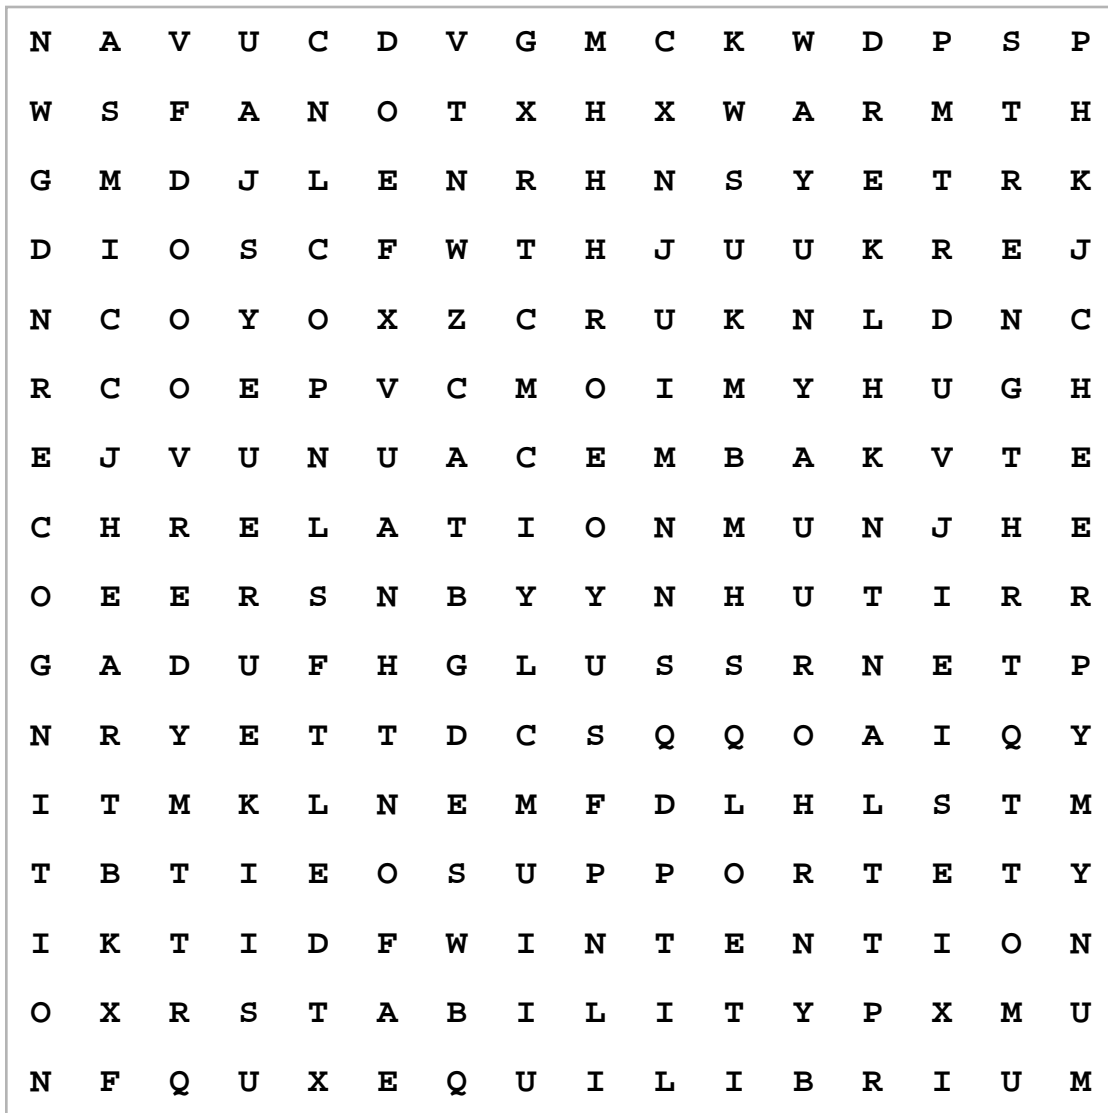 N A V U C D V G M C K W D P S P
W S F A N O T X H X W A R M T H
G M D J L E N R H N S Y E T R K
D I O S C F W T H J U U K R E J
N C O Y O X Z C R U K N L D N C
R C O E P V C M O I M Y H U G H
E J V U N U A C E M B A K V T E
C H R E L A T I O N M U N J H E
O E E R S N B Y Y N H U T I R R
G A D U F H G L U S S R N E T P
N R Y E T T D C S Q Q O A I Q Y
I T M K L N E M F D L H L S T M
T B T I E O S U P P O R T E T Y
I K T I D F W I N T E N T I O N
O X R S T A B I L I T Y P X M U
N F Q U X E Q U I L I B R I U M